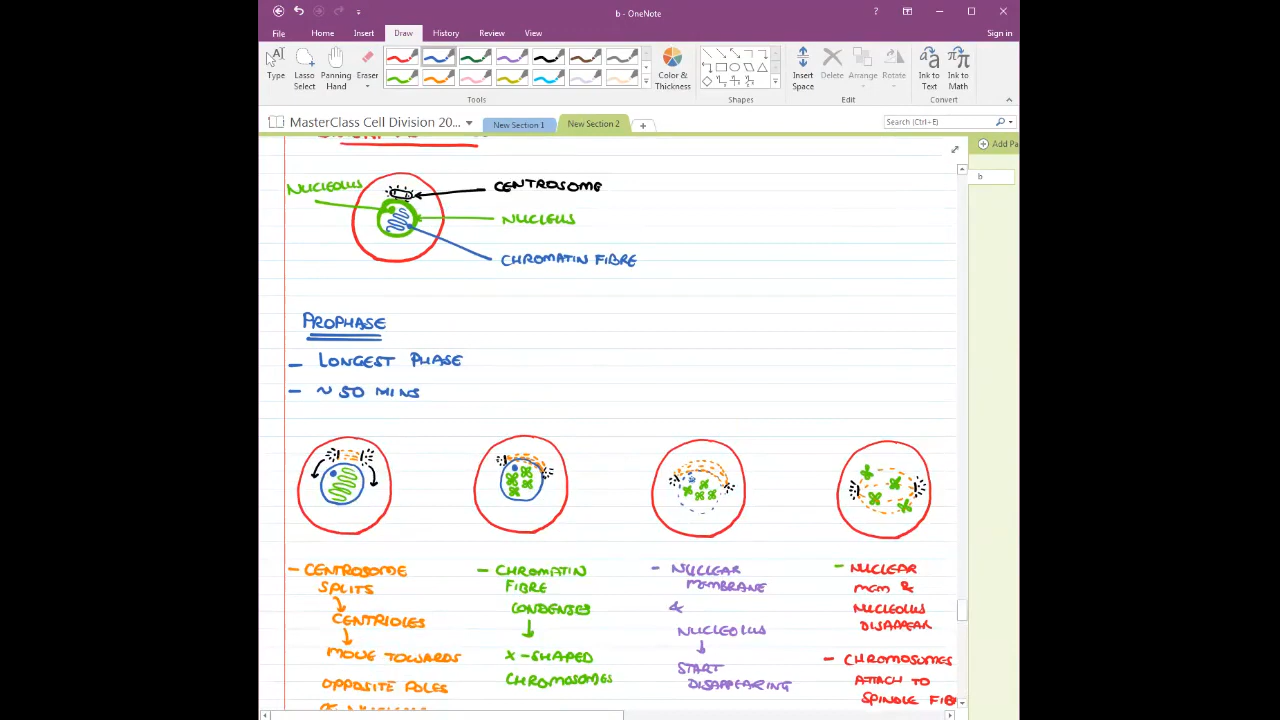 b - OneNote
?
Sign in
File Home Insert Draw History Review View
Type
Lasso Select
Panning Hand
Eraser
Color & Thickness
Insert Space
Delete
Arrange
Rotate
Ink to Text
Ink to Math
Tools
Shapes
Edit
Convert
MasterClass Cell Division 20...
New Section 1
New Section 2
Search (Ctrl+E)
Add Pa
b
NUCLEOLUS
CENTROSOME
NUCLEUS
CHROMATIN FIBRE
PROPHASE
- LONGEST PHASE
- ~ 50 MINS
- CENTROSOME
SPLITS
CENTRIOLES
MOVE TOWARDS
OPPOSITE POLES
- CHROMATIN
FIBRE
CONDENSES
X-SHAPED
CHROMOSOMES
- NUCLEAR
MEMBRANE
&
NUCLEOLUS
START
DISAPPEARING
- NUCLEAR
MEM &
NUCLEOLUS
DISAPPEAR
- CHROMOSOMES
ATTACH TO
SPINDLE FIB